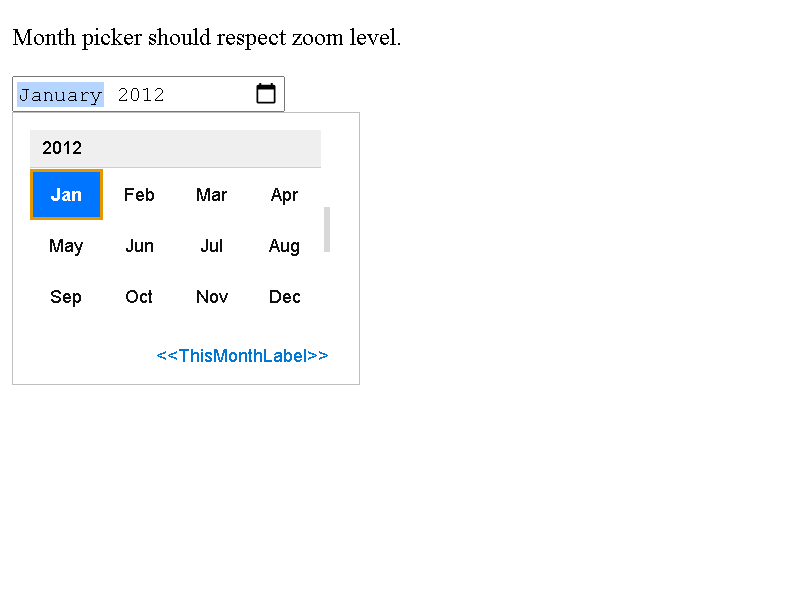 Month picker should respect zoom level.
January 2012
2012
Jan Feb Mar Apr
May Jun Jul Aug
Sep Oct Nov Dec
<<ThisMonthLabel>>